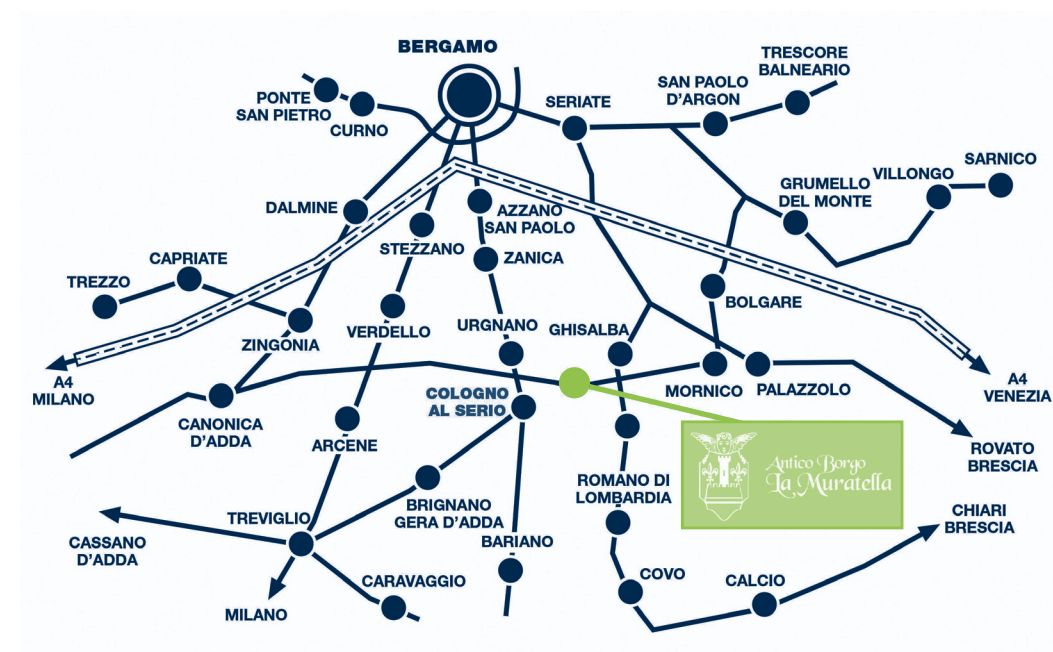 BERGAMO
TRESCORE
BALNEARIO
SAN PAOLO
D'ARGON
PONTE
SAN PIETRO
CURNO
SERIATE
SARNICO
VILLONGO
GRUMELLO
DEL MONTE
DALMINE
AZZANO
SAN PAOLO
STEZZANO
CAPRIATE
ZANICA
TREZZO
BOLGARE
VERDELLO
URGNANO
GHISALBA
ZINGONIA
A4
MILANO
COLOGNO
AL SERIO
MORNICO
PALAZZOLO
A4
VENEZIA
CANONICA
D'ADDA
ARCENE
ROVATO
BRESCIA
Antico Borgo
La Muratella
ROMANO DI
LOMBARDIA
BRIGNANO
GERA D'ADDA
CHIARI
BRESCIA
TREVIGLIO
CASSANO
D'ADDA
BARIANO
CARAVAGGIO
COVO
CALCIO
MILANO